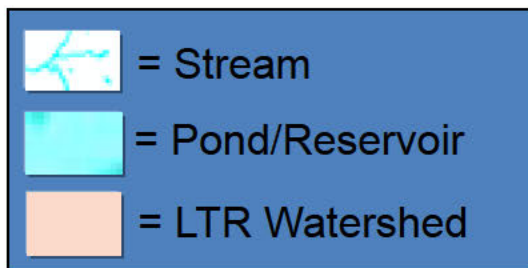 = Stream
= Pond/Reservoir
= LTR Watershed